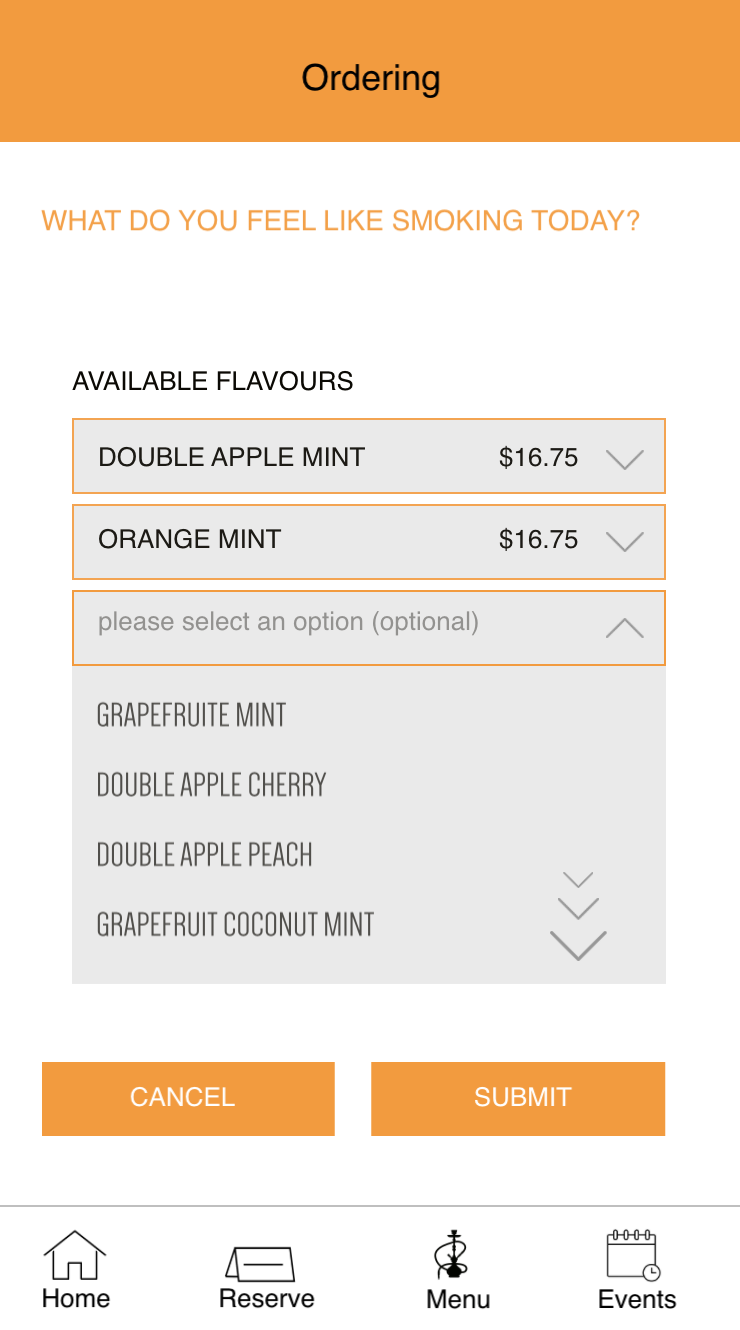 Ordering
WHAT DO YOU FEEL LIKE SMOKING TODAY?
AVAILABLE FLAVOURS
DOUBLE APPLE MINT $16.75
ORANGE MINT $16.75
please select an option (optional)
GRAPEFRUITE MINT
DOUBLE APPLE CHERRY
DOUBLE APPLE PEACH
GRAPEFRUIT COCONUT MINT
CANCEL SUBMIT
Home Reserve Menu Events